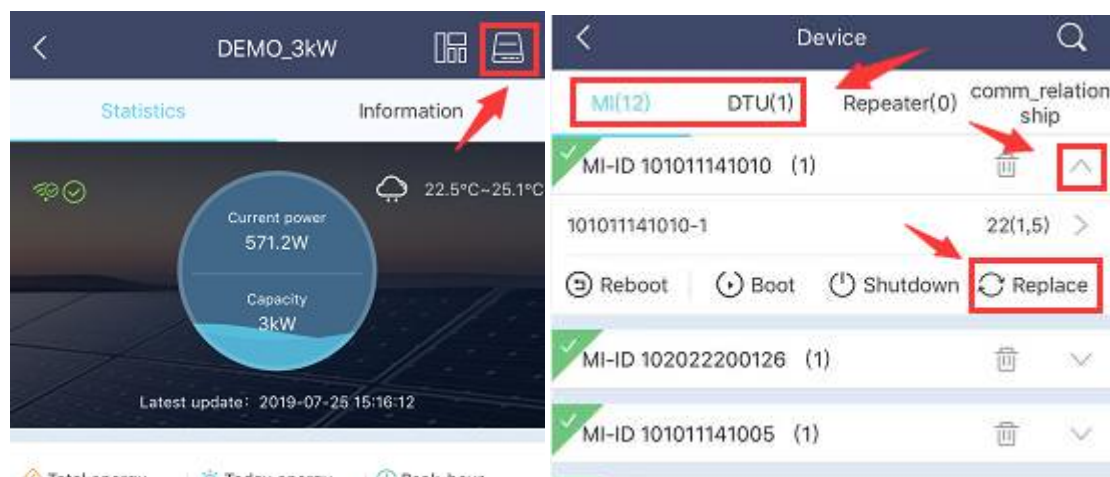 DEMO_3kW
Statistics
Information
22.5°C~25.1°C
Current power
571.2W
Capacity
3kW
Latest update: 2019-07-25 15:16:12
Total energy
Today energy
Peak hour
Device
MI(12)
DTU(1)
Repeater(0)
comm_relation
ship
MI-ID 101011141010 (1)
101011141010-1
22(1,5)
Reboot
Boot
Shutdown
Replace
MI-ID 102022200126 (1)
MI-ID 101011141005 (1)